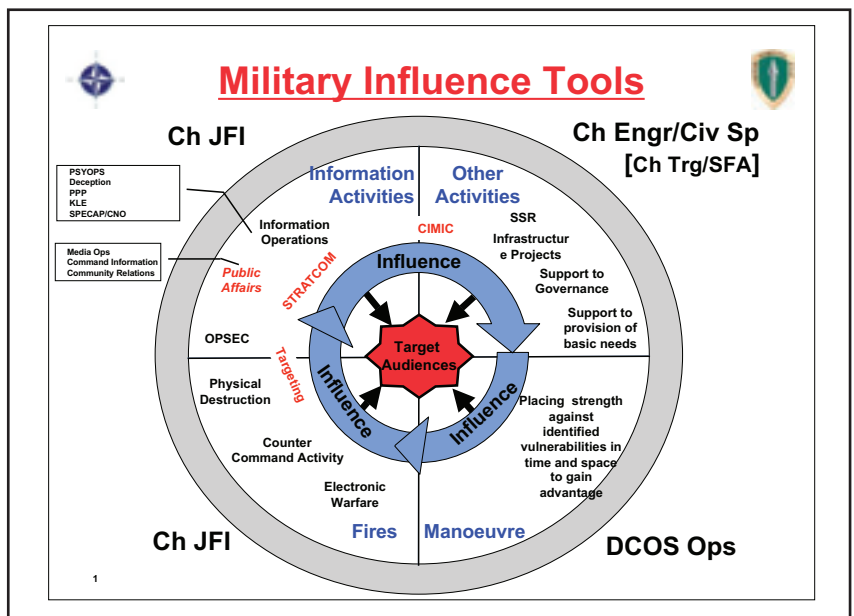 Military Influence Tools
Ch JFI
Ch Engr/Civ Sp
[Ch Trg/SFA]
PSYOPS
Deception
PPP
KLE
SPECAP/CNO
Media Ops
Command Information
Community Relations
Information
Activities
Other
Activities
Information
Operations
Public
Affairs
STRATCOM
OPSEC
CIMIC
SSR
Infrastructur
e Projects
Support to
Governance
Support to
provision of
basic needs
Influence
Target
Audiences
Influence
Influence
Targeting
Physical
Destruction
Counter
Command Activity
Electronic
Warfare
Fires
Placing strength
against
identified
vulnerabilities in
time and space
to gain
advantage
Manoeuvre
Ch JFI
DCOS Ops
1